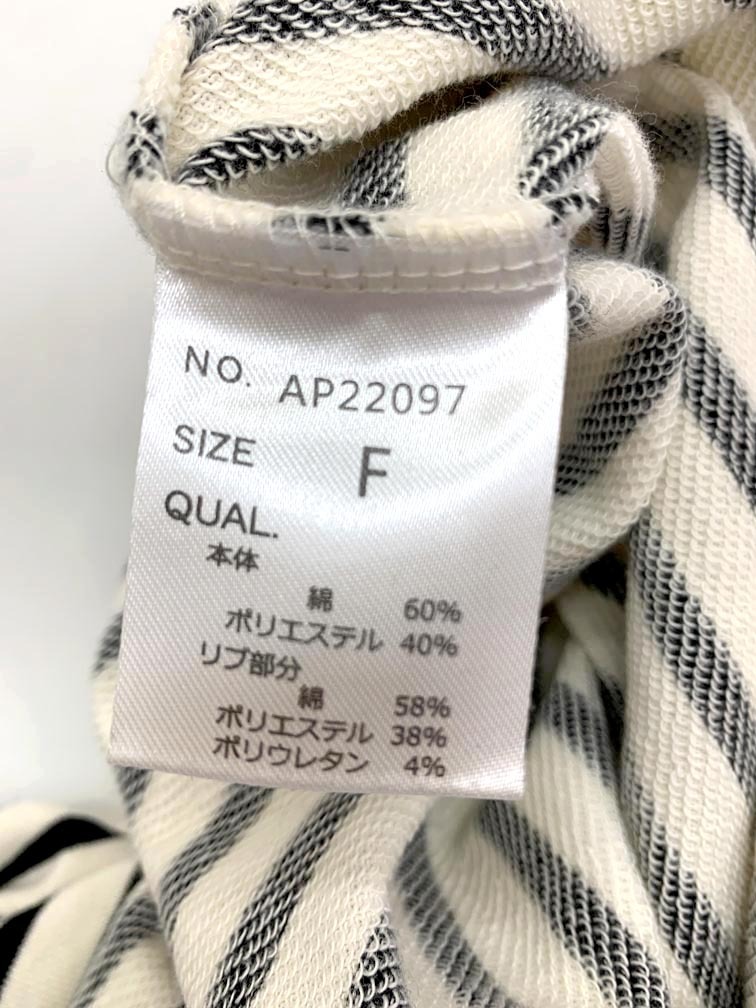 NO. AP22097
SIZE F
QUAL.
本体
綿 60%
ポリエステル 40%
リブ部分
綿 58%
ポリエステル 38%
ポリウレタン 4%